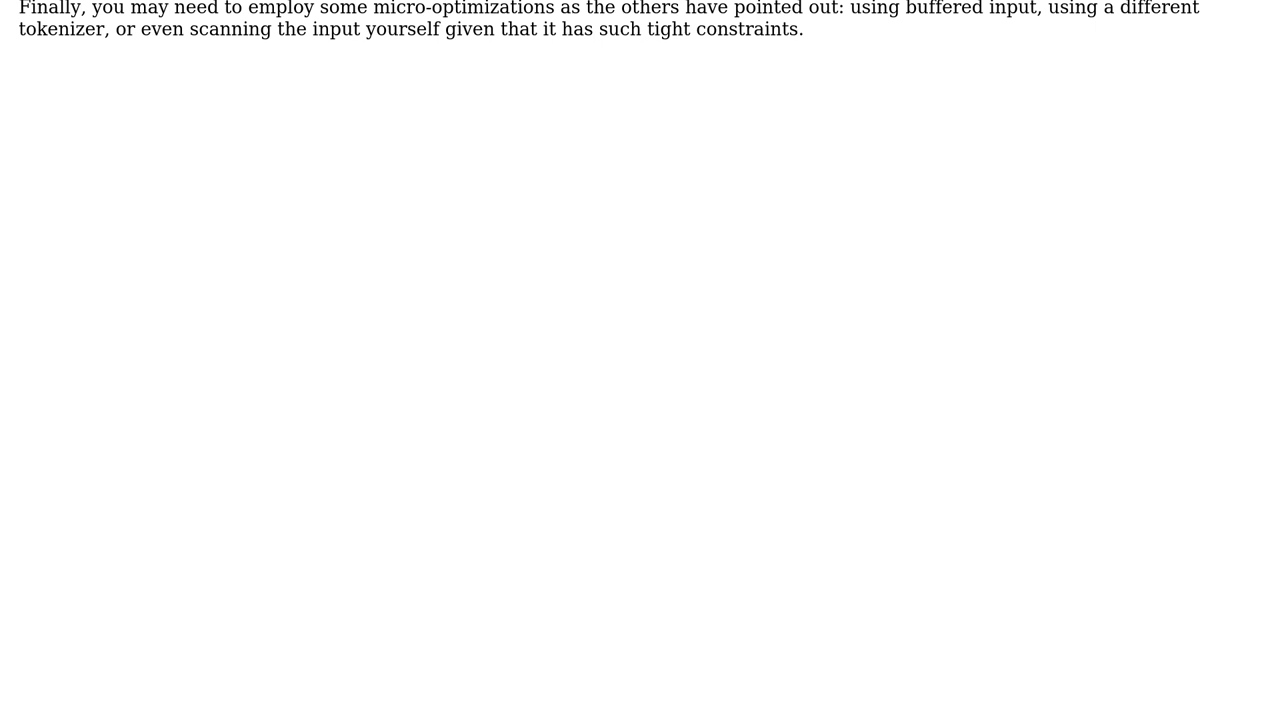 Finally, you may need to employ some micro-optimizations as the others have pointed out: using buffered input, using a different
tokenizer, or even scanning the input yourself given that it has such tight constraints.